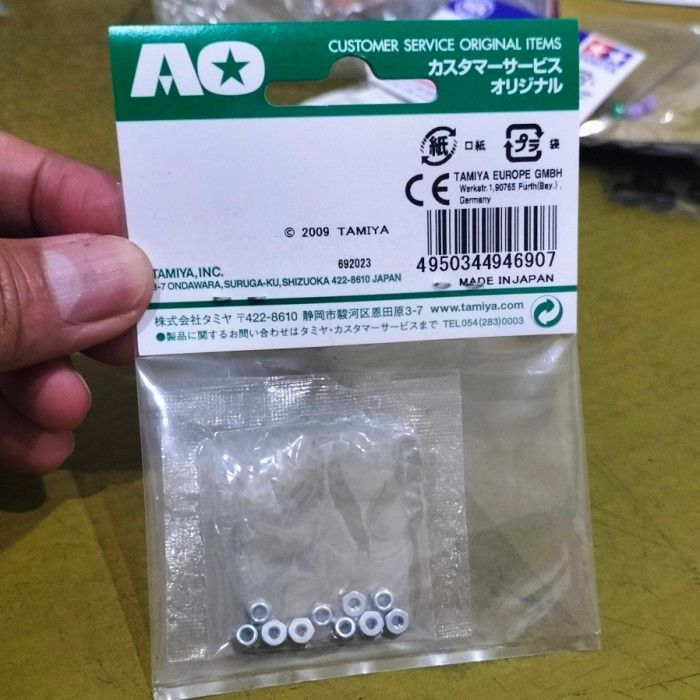 AO★
CUSTOMER SERVICE ORIGINAL ITEMS
カスタマーサービス
オリジナル
紙 口紙 プラ 袋
CE TAMIYA EUROPE GMBH
Werkstr.1,90765 Fürth(Bay.),
Germany
© 2009 TAMIYA
692023
4950344946907
MADE IN JAPAN
TAMIYA, INC.
3-7 ONDAWARA, SURUGA-KU, SHIZUOKA 422-8610 JAPAN
株式会社タミヤ 〒422-8610 静岡市駿河区恩田原3-7 www.tamiya.com
●製品に関するお問い合わせはタミヤ・カスタマーサービスまで TEL 054(283)0003